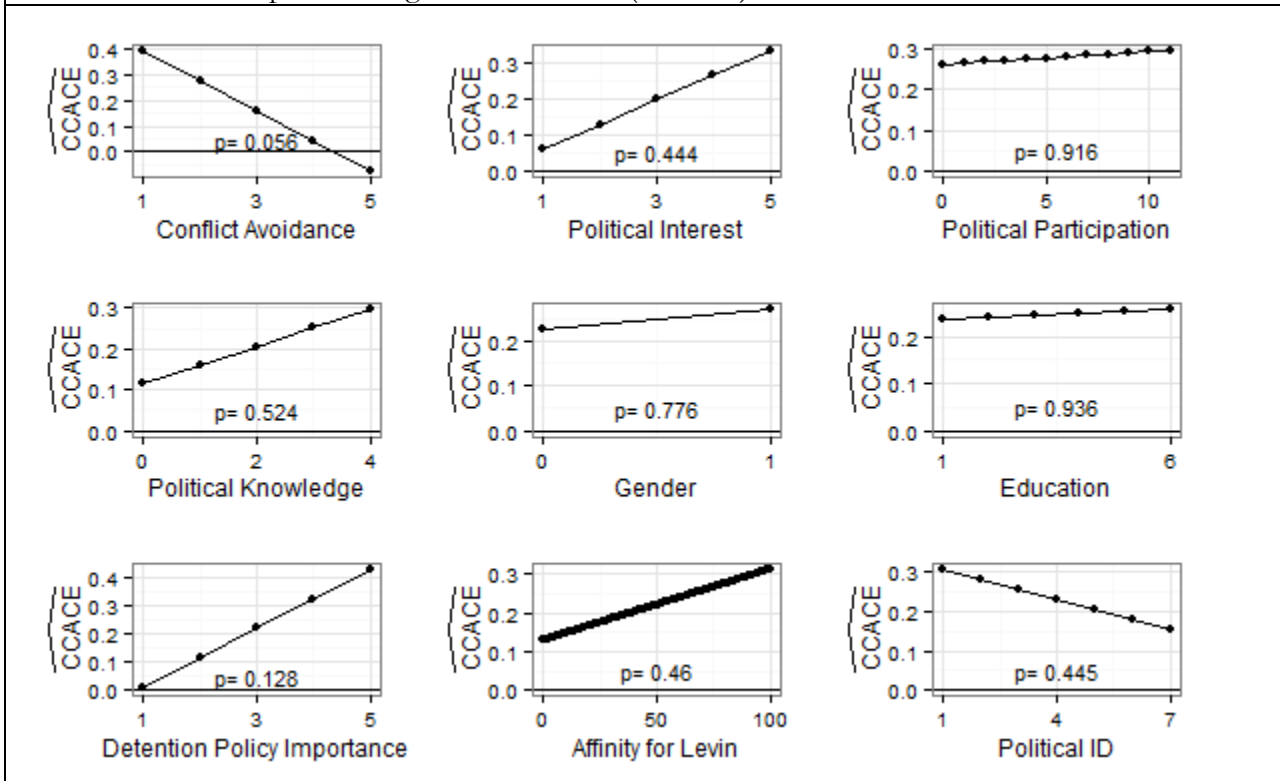 0.4
0.3
0.2
0.1
0.0
CCACE
p= 0.056
1 3 5
Conflict Avoidance
0.3
0.2
0.1
0.0
CCACE
p= 0.444
1 3 5
Political Interest
0.3
0.2
0.1
0.0
CCACE
p= 0.916
0 5 10
Political Participation
0.3
0.2
0.1
0.0
CCACE
p= 0.524
0 2 4
Political Knowledge
0.2
0.1
0.0
CCACE
p= 0.776
0 1
Gender
0.2
0.1
0.0
CCACE
p= 0.936
1 6
Education
0.4
0.3
0.2
0.1
0.0
CCACE
p= 0.128
1 3 5
Detention Policy Importance
0.3
0.2
0.1
0.0
CCACE
p= 0.46
0 50 100
Affinity for Levin
0.3
0.2
0.1
0.0
CCACE
p= 0.445
1 4 7
Political ID